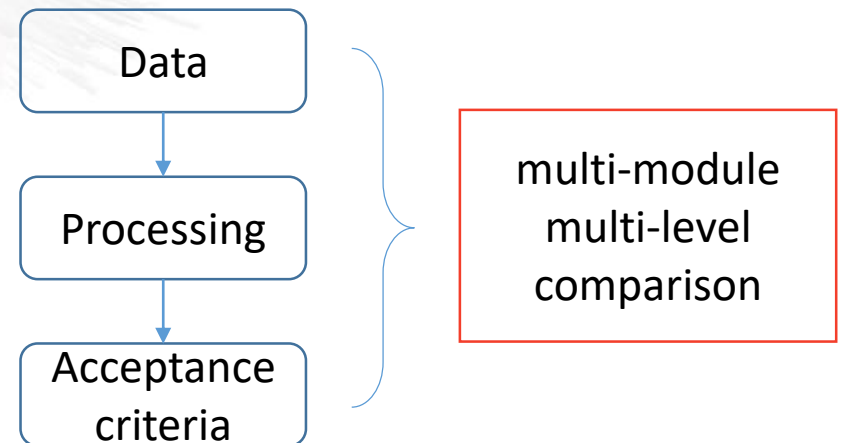 Data
Processing
Acceptance
criteria
multi-module
multi-level
comparison